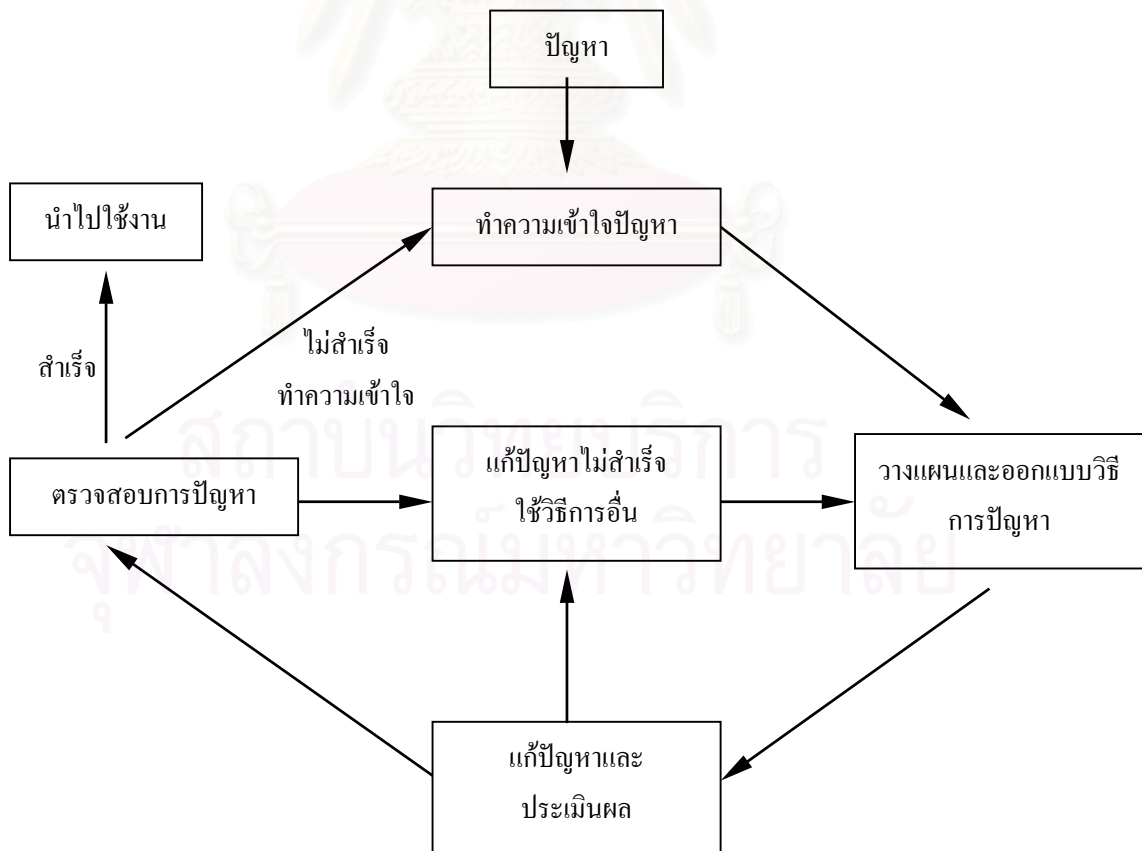 ปัญหา
นำไปใช้งาน
ทำความเข้าใจปัญหา
สำเร็จ
ไม่สำเร็จ
ทำความเข้าใจ
สถาบันวิทยบริการ
ตรวจสอบการปัญหา
แก้ปัญหาไม่สำเร็จ
ใช้วิธีการอื่น
วางแผนและออกแบบวิธี
การปัญหา
จุฬาลงกรณ์มหาวิทยาลัย
แก้ปัญหาและ
ประเมินผล